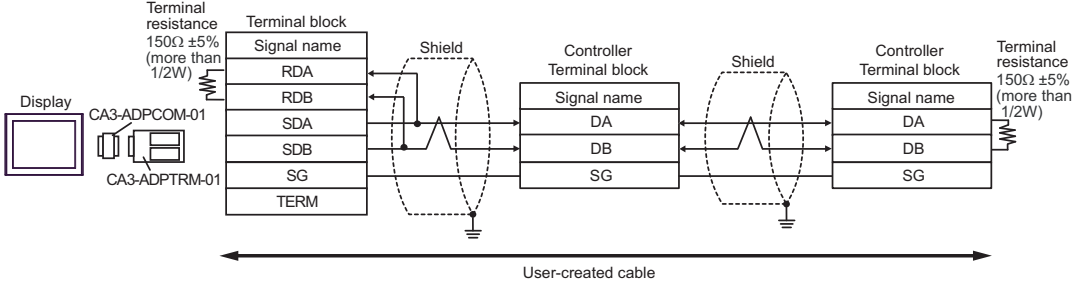 Terminal
resistance
150Ω ±5%
(more than
1/2W)
Display
CA3-ADPCOM-01
CA3-ADPTRM-01
Terminal block
Signal name
RDA
RDB
SDA
SDB
SG
TERM
Shield
Controller
Terminal block
Signal name
DA
DB
SG
Shield
Controller
Terminal block
Signal name
DA
DB
SG
Terminal
resistance
150Ω ±5%
(more than
1/2W)
User-created cable